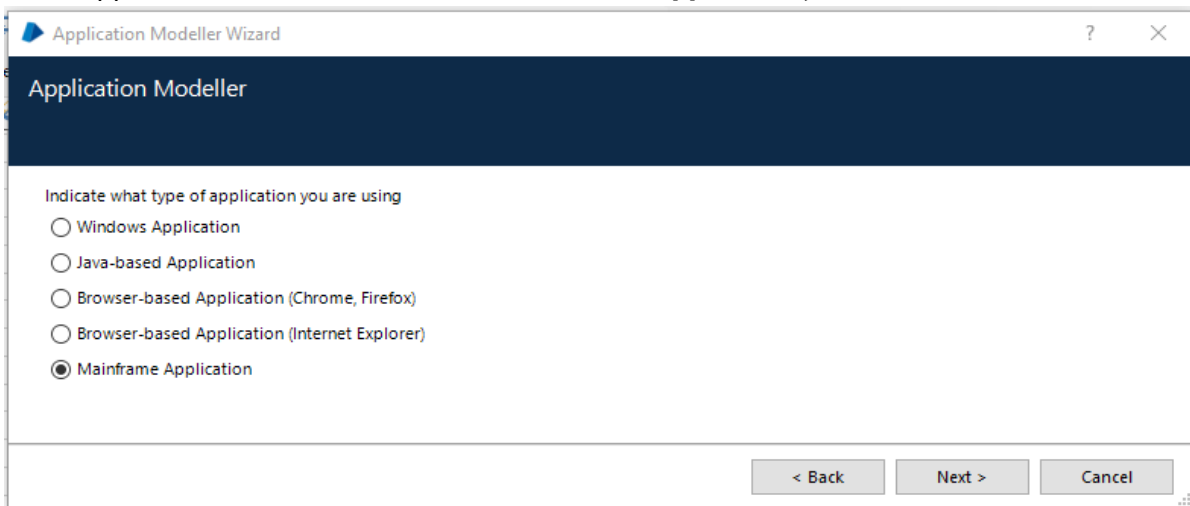 Application Modeller Wizard
?
Application Modeller
Indicate what type of application you are using
Windows Application
Java-based Application
Browser-based Application (Chrome, Firefox)
Browser-based Application (Internet Explorer)
Mainframe Application
< Back
Next >
Cancel